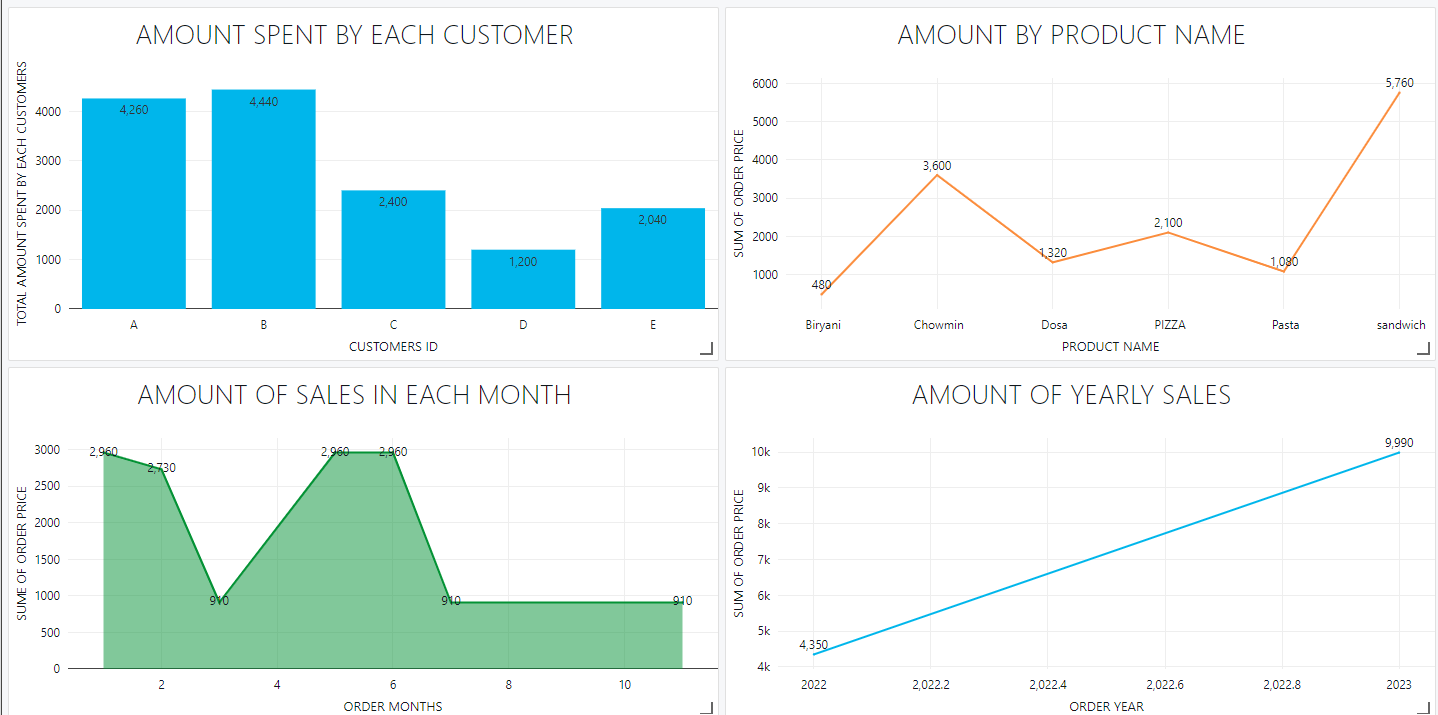 AMOUNT SPENT BY EACH CUSTOMER
TOTAL AMOUNT SPENT BY EACH CUSTOMERS
4000
3000
2000
1000
0
4,260
4,440
2,400
1,200
2,040
A B C D E
CUSTOMERS ID
AMOUNT BY PRODUCT NAME
SUM OF ORDER PRICE
6000
5000
4000
3000
2000
1000
480
3,600
1,320
2,100
1,080
5,760
Biryani Chowmin Dosa PIZZA Pasta sandwich
PRODUCT NAME
AMOUNT OF SALES IN EACH MONTH
SUME OF ORDER PRICE
3000
2500
2000
1500
1000
500
0
2,960
2,730
910
2,960
2,960
910
910
2 4 6 8 10
ORDER MONTHS
AMOUNT OF YEARLY SALES
SUM OF ORDER PRICE
10k
9k
8k
7k
6k
5k
4k
4,350
9,990
2022 2,022.2 2,022.4 2,022.6 2,022.8 2023
ORDER YEAR